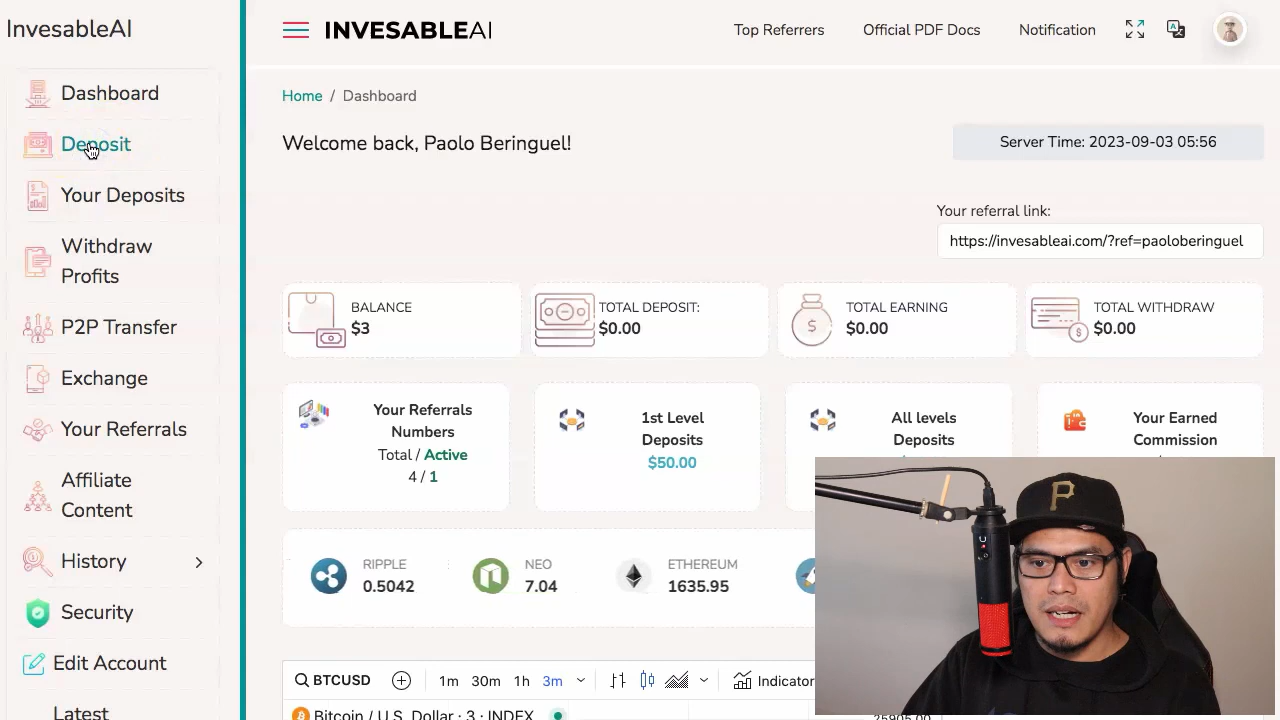 InvesableAI
Dashboard
Deposit
Your Deposits
Withdraw
Profits
P2P Transfer
Exchange
Your Referrals
Affiliate
Content
History
Security
Edit Account
Latest
INVESABLEAI
Top Referrers
Official PDF Docs
Notification
Home / Dashboard
Welcome back, Paolo Beringuel!
Server Time: 2023-09-03 05:56
Your referral link:
https://invesableai.com/?ref=paoloberinguel
BALANCE
$3
TOTAL DEPOSIT:
$0.00
TOTAL EARNING
$0.00
TOTAL WITHDRAW
$0.00
Your Referrals
Numbers
Total / Active
4 / 1
1st Level
Deposits
$50.00
All levels
Deposits
Your Earned
Commission
RIPPLE
0.5042
NEO
7.04
ETHEREUM
1635.95
BTCUSD
1m 30m 1h 3m
Indicator
Bitcoin / U.S. Dollar · 3 · INDEX
25905.00
P